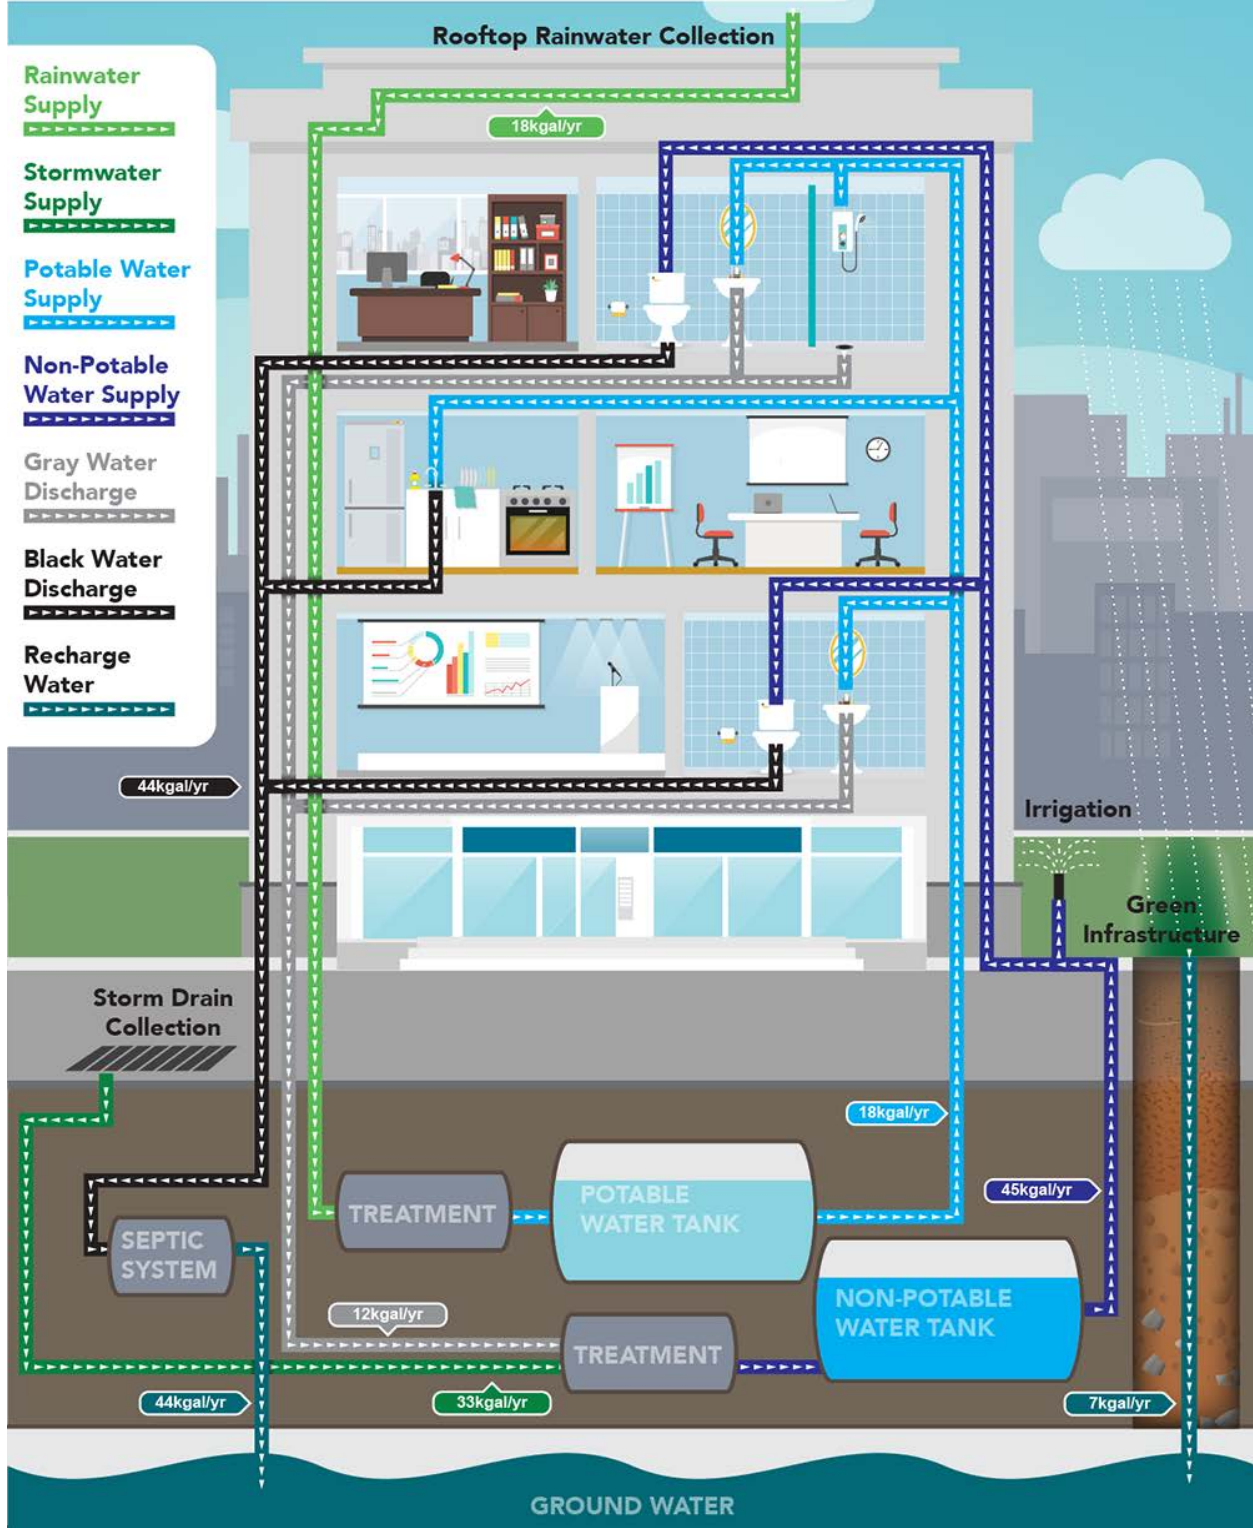 Rooftop Rainwater Collection
Rainwater
Supply
18kgal/yr
Stormwater
Supply
Potable Water
Supply
Non-Potable
Water Supply
Gray Water
Discharge
Black Water
Discharge
Recharge
Water
44kgal/yr
Irrigation
Green
Infrastructure
Storm Drain
Collection
18kgal/yr
45kgal/yr
TREATMENT
POTABLE
WATER TANK
SEPTIC
SYSTEM
NON-POTABLE
WATER TANK
12kgal/yr
TREATMENT
44kgal/yr
33kgal/yr
7kgal/yr
GROUND WATER